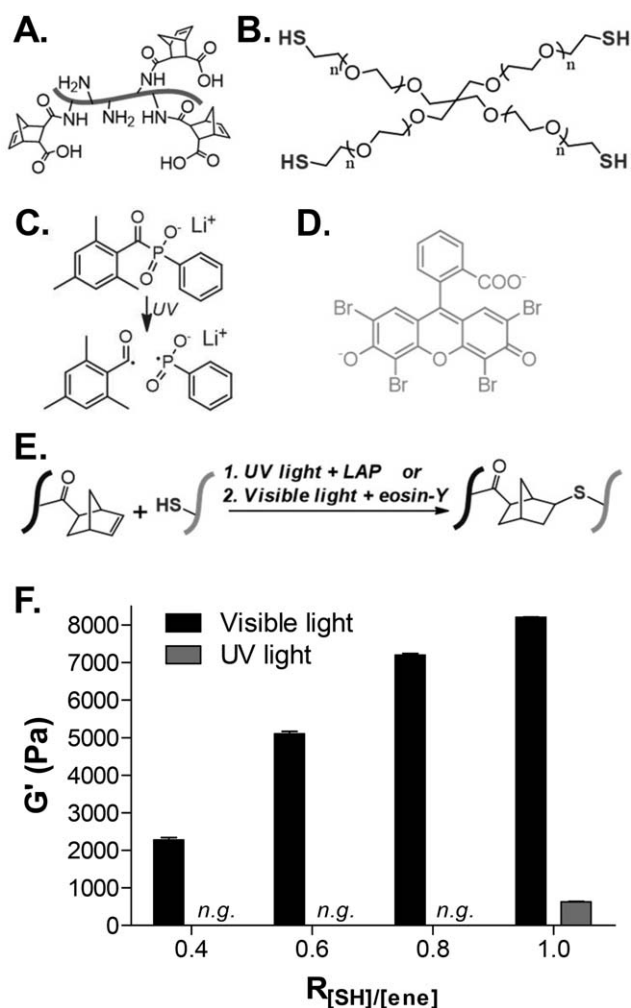 A.
B.
H₂N
O
NH
O
OH
O
NH
NH₂
HN
O
O
OH
HO
O
HS
O
n
O
O
O
O
n
SH
HS
n
O
O
O
O
O
n
SH
C.
O
O⁻ Li⁺
P
O
UV
O
C·
O⁻ Li⁺
·P
O
D.
COO⁻
Br
Br
⁻O
O
O
Br
Br
E.
O
+
HS
1. UV light + LAP or
2. Visible light + eosin-Y
O
S
F.
8000
7000
6000
5000
4000
3000
2000
1000
0
G' (Pa)
Visible light
UV light
n.g.
n.g.
n.g.
0.4
0.6
0.8
1.0
R[SH]/[ene]